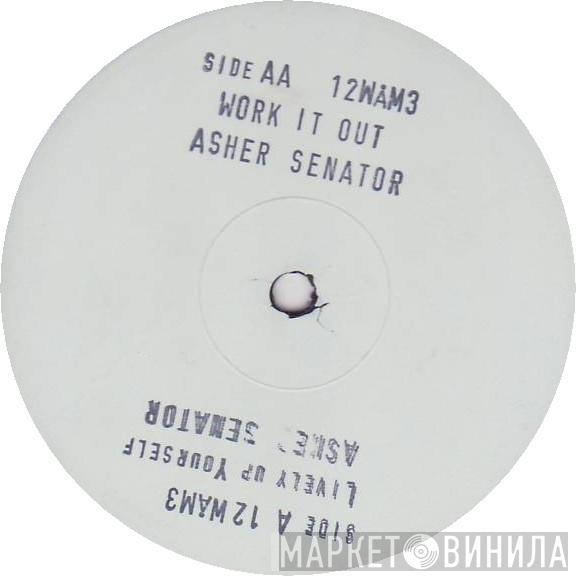 SIDE AA 12WAM3
WORK IT OUT
ASHER SENATOR
SIDE A 12WAM3
LIVELY UP YOURSELF
SENATOR
МАРКЕТ ВИНИЛА